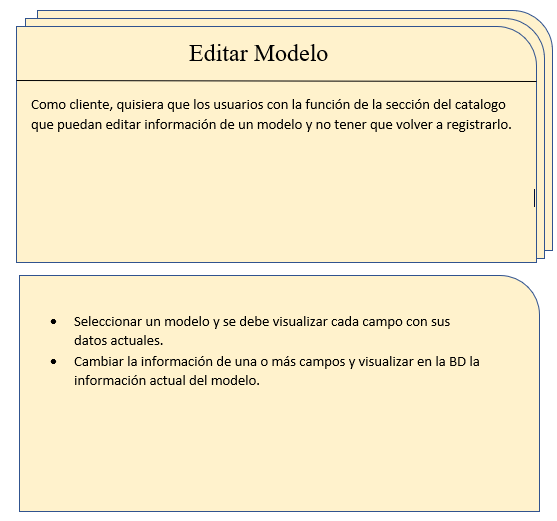 Editar Modelo
Como cliente, quisiera que los usuarios con la función de la sección del catalogo
que puedan editar información de un modelo y no tener que volver a registrarlo.
• Seleccionar un modelo y se debe visualizar cada campo con sus
datos actuales.
• Cambiar la información de una o más campos y visualizar en la BD la
información actual del modelo.